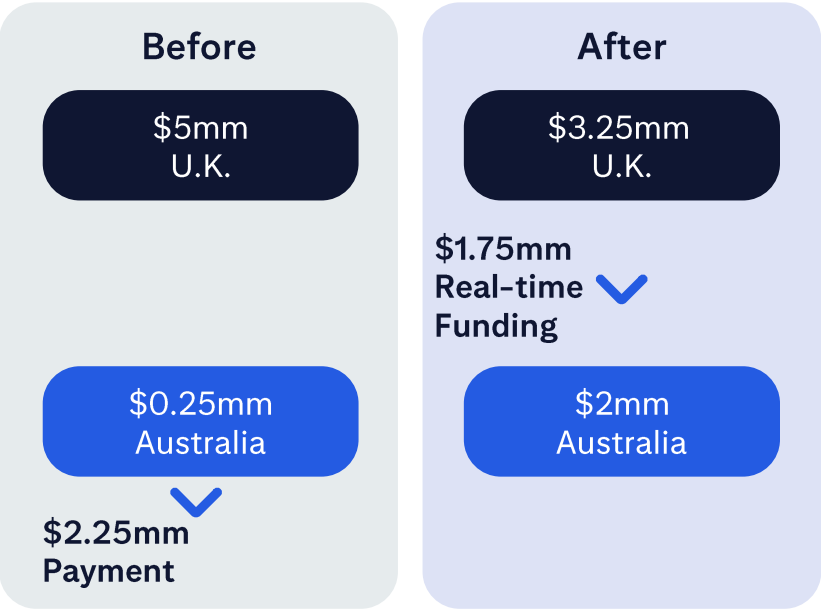 Before
$5mm
U.K.
$0.25mm
Australia
$2.25mm
Payment
After
$3.25mm
U.K.
$1.75mm
Real-time
Funding
$2mm
Australia